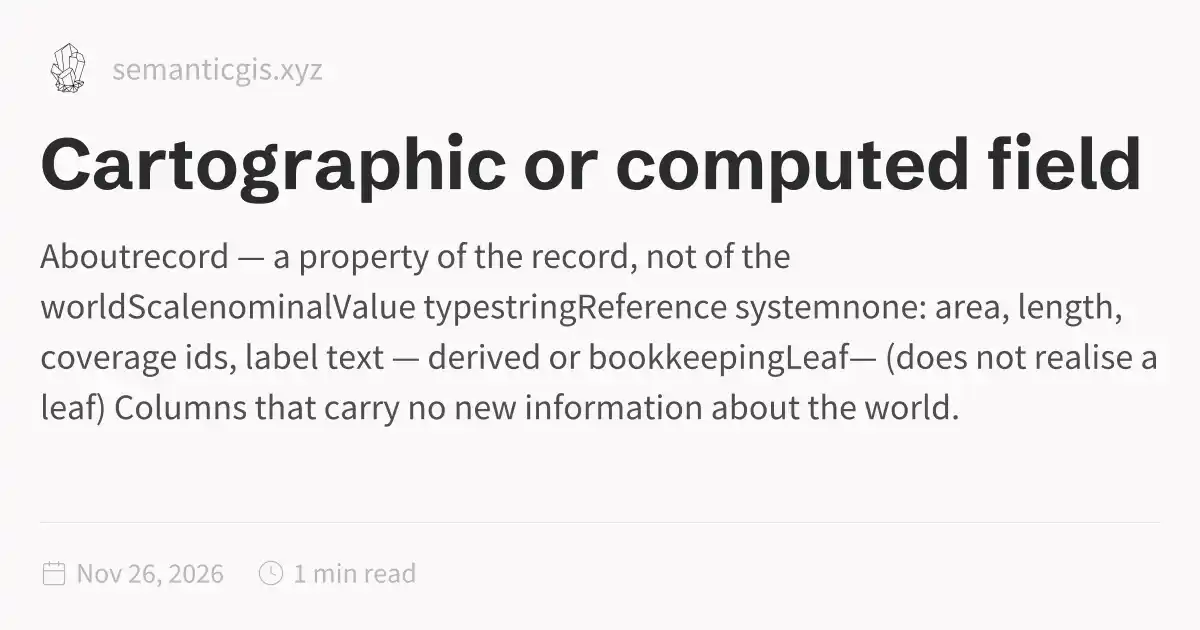 semanticgis.xyz
Cartographic or computed field
Aboutrecord — a property of the record, not of the
worldScalenominalValue typestringReference systemnone: area, length,
coverage ids, label text — derived or bookkeepingLeaf— (does not realise a
leaf) Columns that carry no new information about the world.
Nov 26, 2026 1 min read